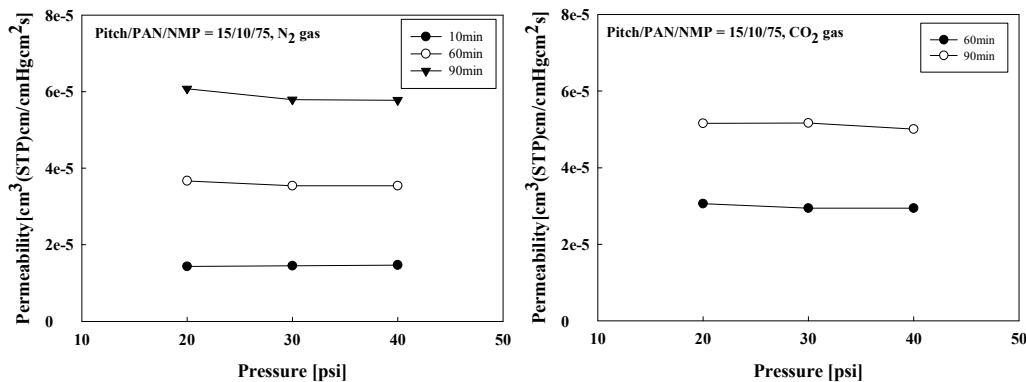 Pitch/PAN/NMP = 15/10/75, N2 gas
10min
60min
90min
8e-5
6e-5
4e-5
2e-5
0
10 20 30 40 50
Pressure [psi]
Permeability[cm3(STP)cm/cmHgcm2s]
Pitch/PAN/NMP = 15/10/75, CO2 gas
60min
90min
8e-5
6e-5
4e-5
2e-5
0
10 20 30 40 50
Pressure [psi]
Permeability[cm3(STP)cm/cmHgcm2s]